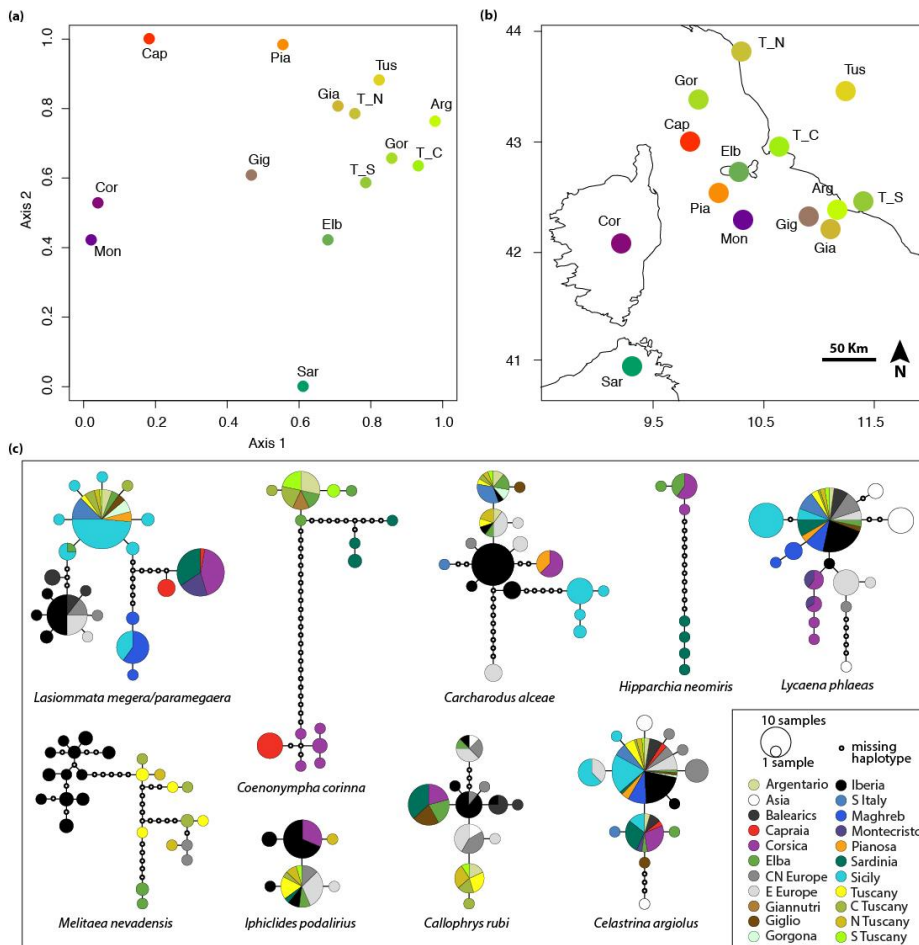 (a)
1.0
0.8
0.6
0.4
0.2
0.0
Axis 2
Cap
Pia
Tus
Gia
T_N
Arg
Gor
T_C
Gig
T_S
Cor
Elb
Mon
Sar
0.0
0.2
0.4
0.6
0.8
1.0
Axis 1
(b)
44
43
42
41
T_N
Gor
Tus
Cap
T_C
Elb
Arg
T_S
Pia
Gig
Cor
Mon
Gia
Sar
50 Km
N
9.5
10.5
11.5
(c)
Lasiommata megera/paramegaera
Coenonympha corinna
Carcharodus alceae
Hipparchia neomiris
Lycaena phlaeas
Melitaea nevadensis
Iphiclides podalirius
Callophrys rubi
Celastrina argiolus
10 samples
1 sample
missing haplotype
Argentario
Asia
Balearics
Capraia
Corsica
Elba
CN Europe
E Europe
Giannutri
Giglio
Gorgona
Iberia
S Italy
Maghreb
Montecristo
Pianosa
Sardinia
Sicily
Tuscany
C Tuscany
N Tuscany
S Tuscany